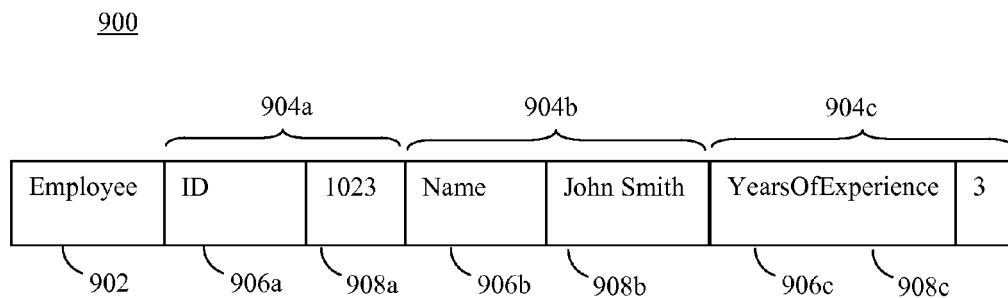 900
904a 904b 904c
Employee ID 1023 Name John Smith YearsOfExperience 3
902 906a 908a 906b 908b 906c 908c